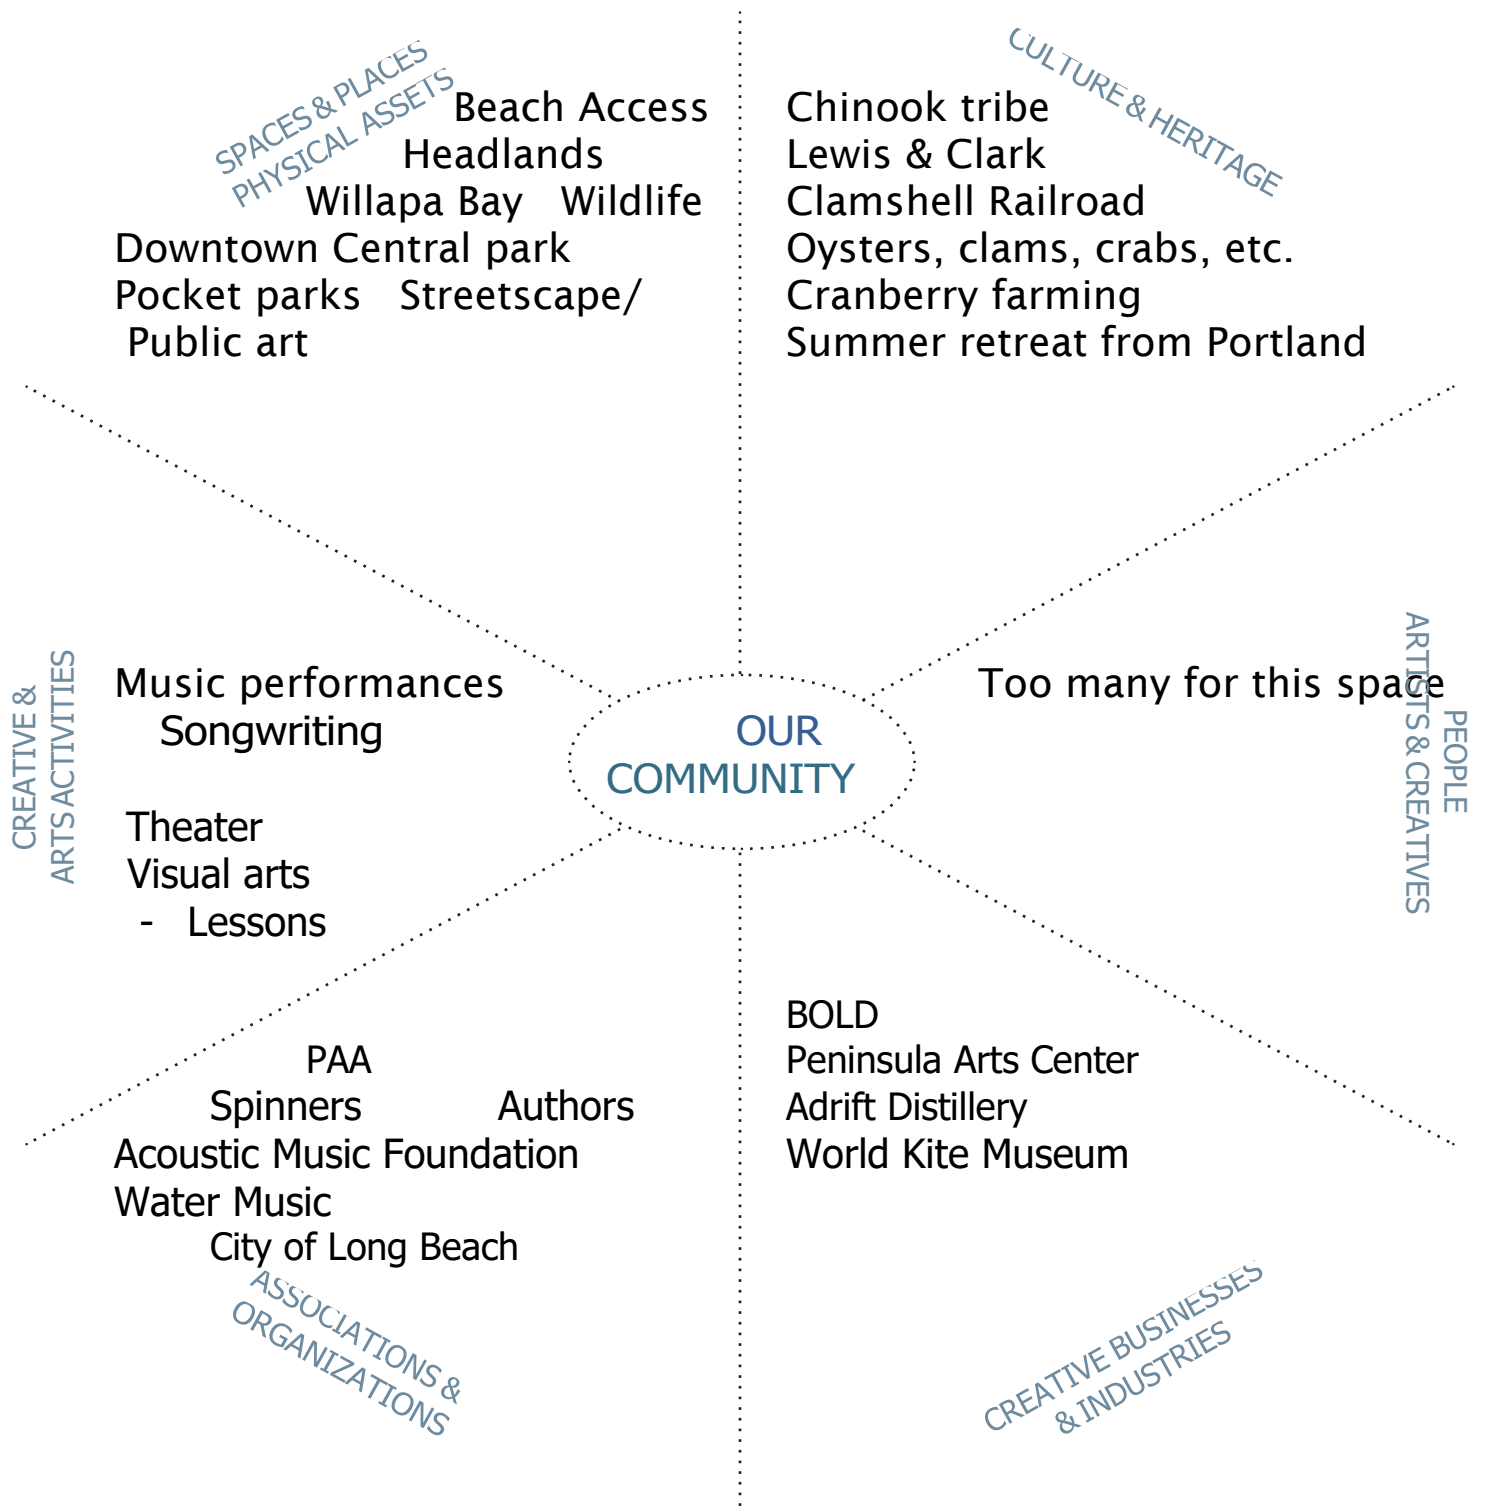 SPACES & PLACES
PHYSICAL ASSETS
Beach Access
Headlands
Willapa Bay Wildlife
Downtown Central park
Pocket parks Streetscape/
Public art
CULTURE & HERITAGE
Chinook tribe
Lewis & Clark
Clamshell Railroad
Oysters, clams, crabs, etc.
Cranberry farming
Summer retreat from Portland
CREATIVE &
ARTS ACTIVITIES
Music performances
Songwriting
Theater
Visual arts
- Lessons
OUR
COMMUNITY
Too many for this space
PEOPLE
ARTISTS & CREATIVES
PAA
Spinners Authors
Acoustic Music Foundation
Water Music
City of Long Beach
ASSOCIATIONS &
ORGANIZATIONS
BOLD
Peninsula Arts Center
Adrift Distillery
World Kite Museum
CREATIVE BUSINESSES
& INDUSTRIES